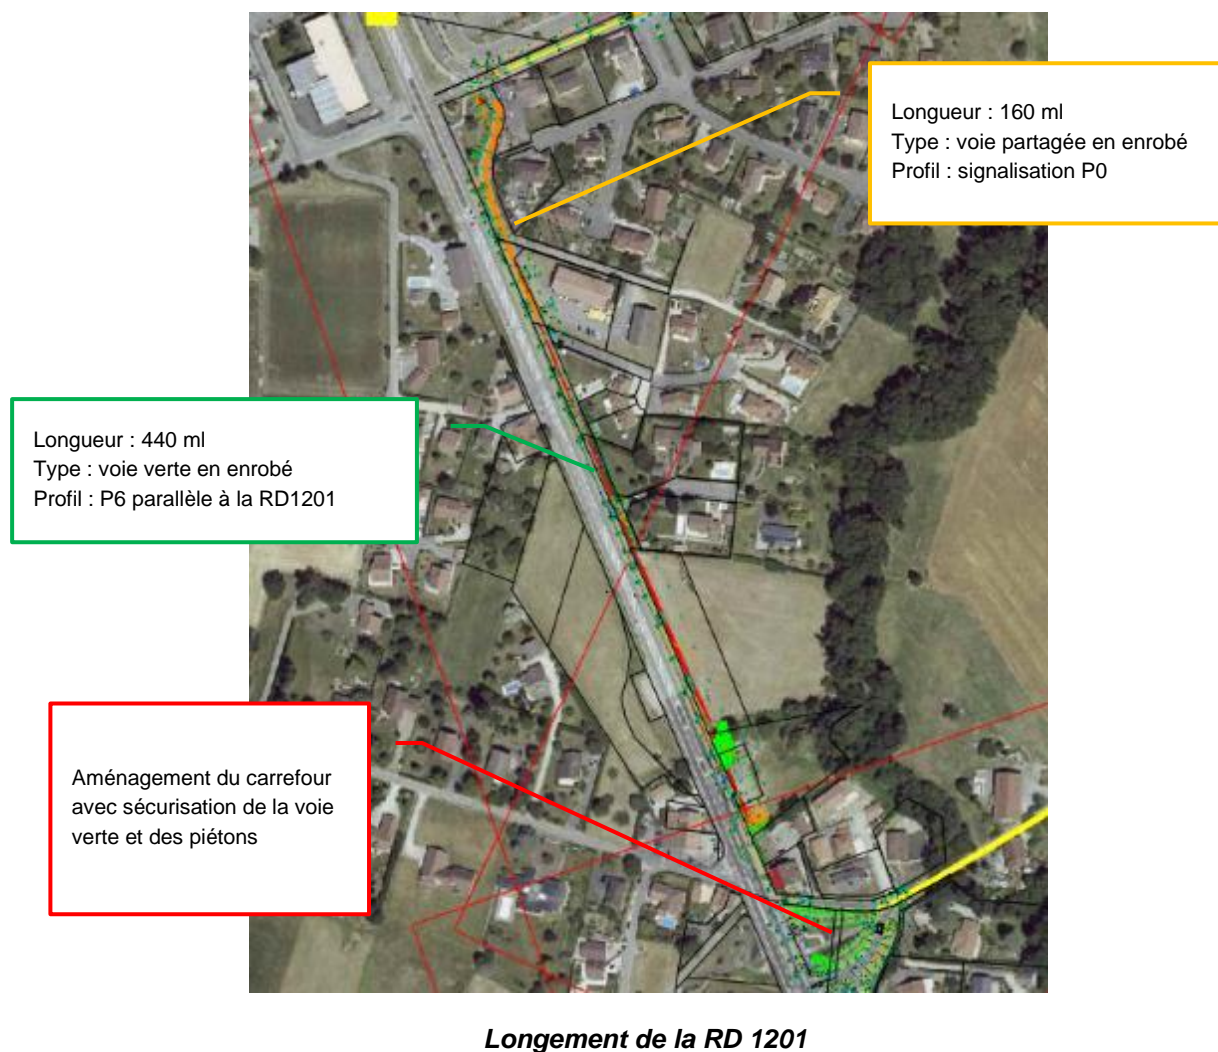 Longueur : 160 ml
Type : voie partagée en enrobé
Profil : signalisation P0
Longueur : 440 ml
Type : voie verte en enrobé
Profil : P6 parallèle à la RD1201
Aménagement du carrefour
avec sécurisation de la voie
verte et des piétons
Longement de la RD 1201